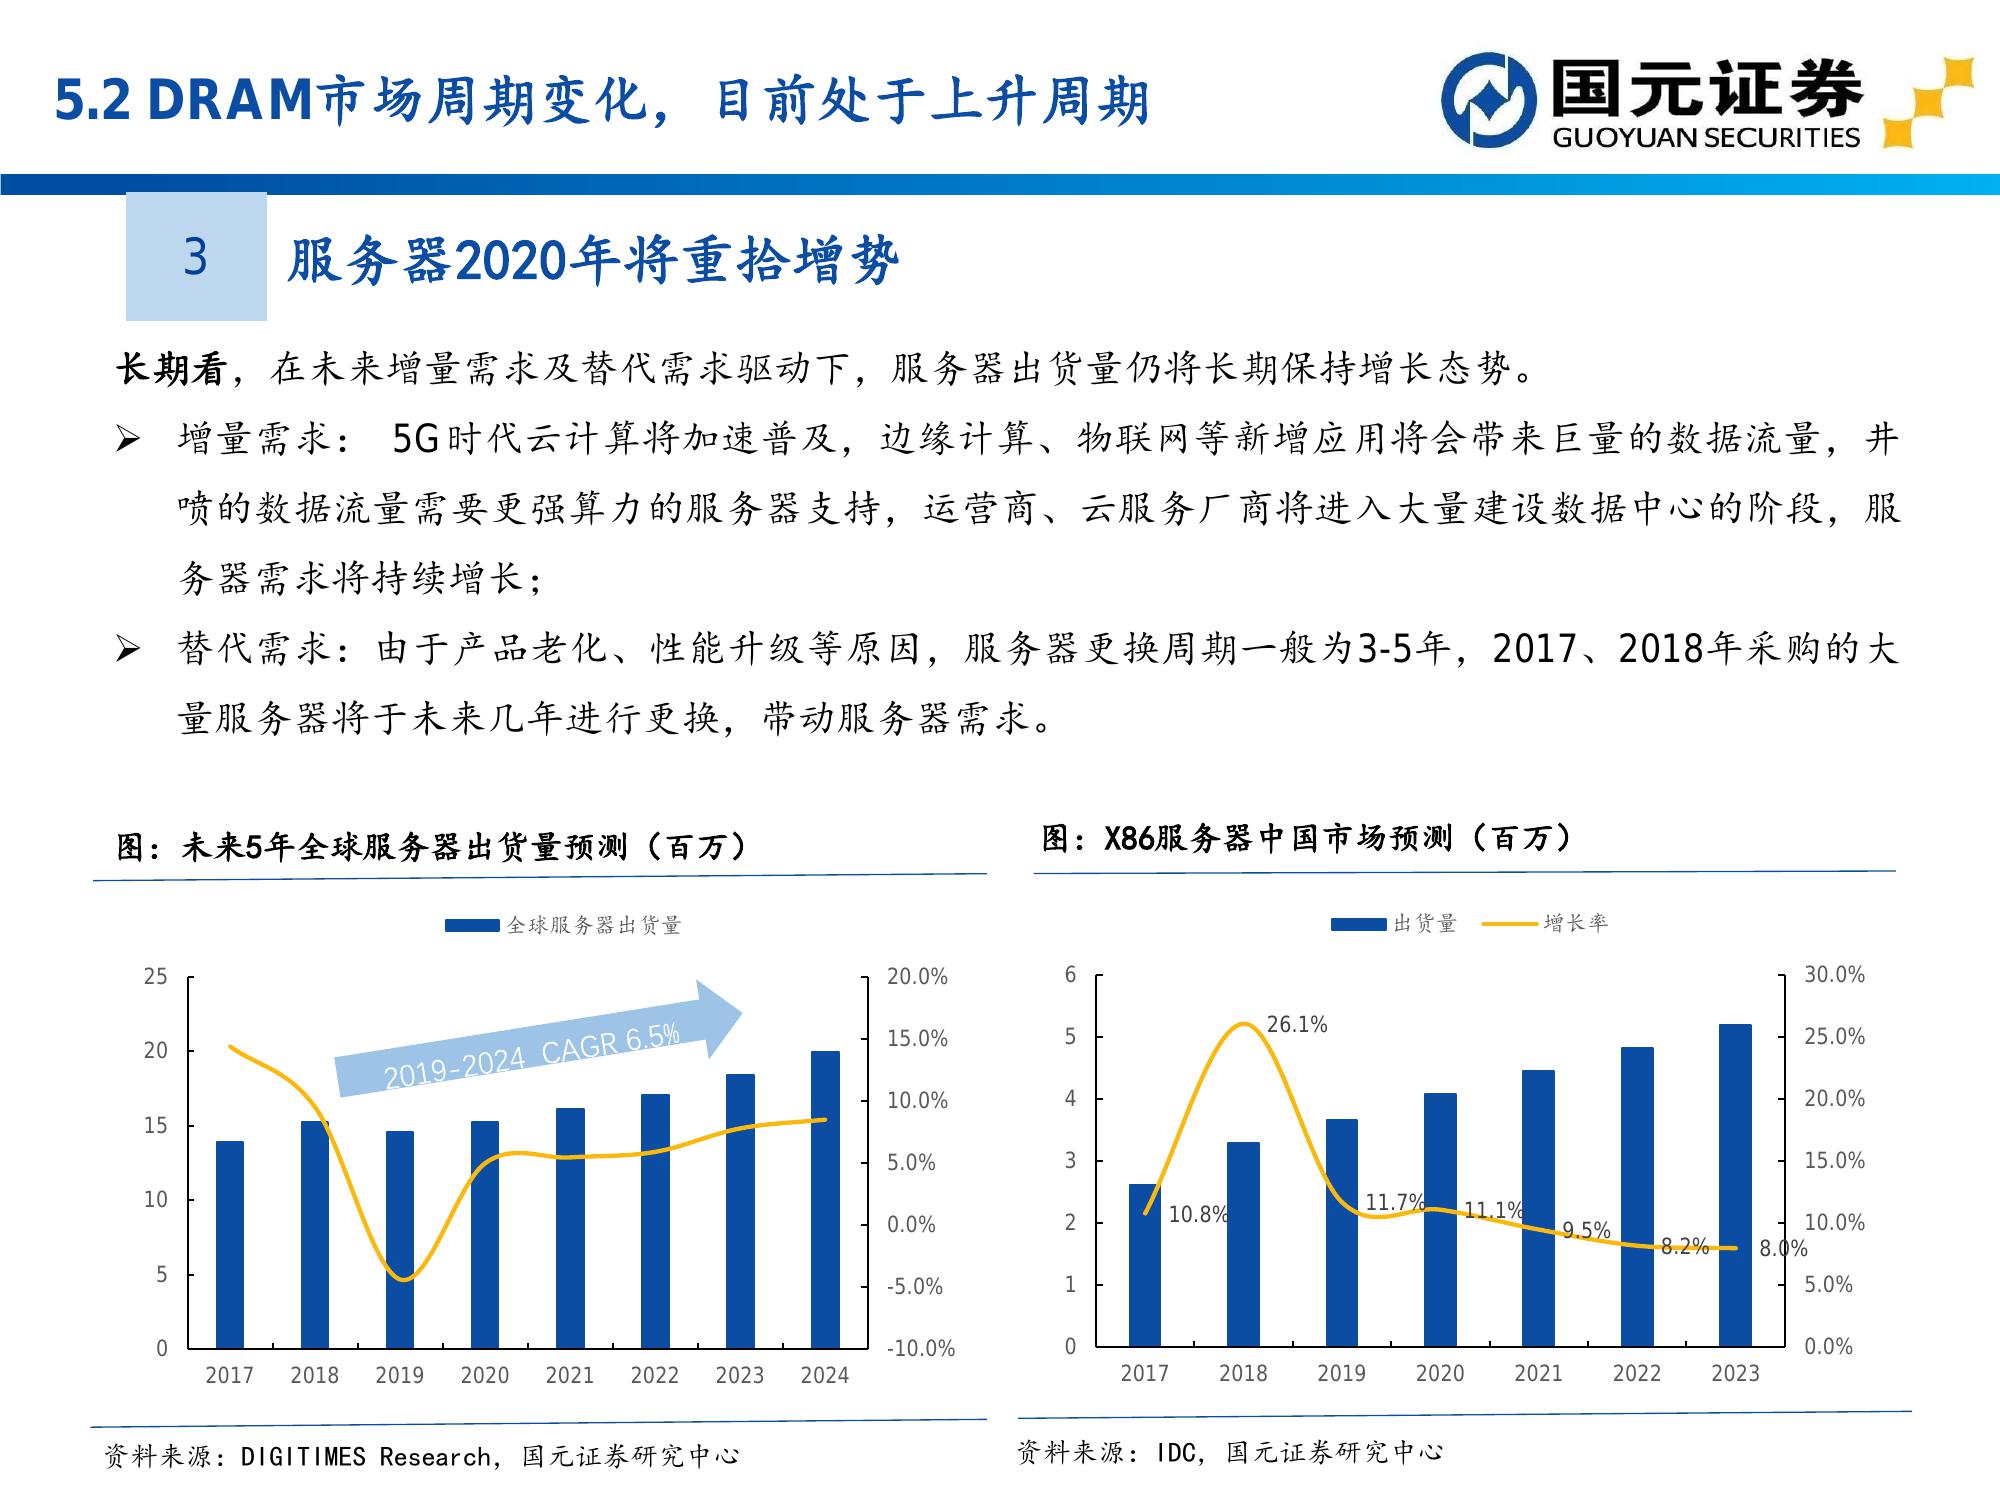 5.2 DRAM市场周期变化，目前处于上升周期
国元证券
GUOYUAN SECURITIES
3
服务器2020年将重拾增势
长期看，在未来增量需求及替代需求驱动下，服务器出货量仍将长期保持增长态势。
➢ 增量需求： 5G时代云计算将加速普及，边缘计算、物联网等新增应用将会带来巨量的数据流量，井
喷的数据流量需要更强算力的服务器支持，运营商、云服务厂商将进入大量建设数据中心的阶段，服
务器需求将持续增长；
➢ 替代需求：由于产品老化、性能升级等原因，服务器更换周期一般为3-5年，2017、2018年采购的大
量服务器将于未来几年进行更换，带动服务器需求。
图：未来5年全球服务器出货量预测（百万）
全球服务器出货量
25
20
15
10
5
0
20.0%
15.0%
10.0%
5.0%
0.0%
-5.0%
-10.0%
2019-2024 CAGR 6.5%
2017 2018 2019 2020 2021 2022 2023 2024
资料来源：DIGITIMES Research，国元证券研究中心
图：X86服务器中国市场预测（百万）
出货量 增长率
6
5
4
3
2
1
0
30.0%
25.0%
20.0%
15.0%
10.0%
5.0%
0.0%
10.8%
26.1%
11.7%
11.1%
9.5%
8.2%
8.0%
2017 2018 2019 2020 2021 2022 2023
资料来源：IDC，国元证券研究中心